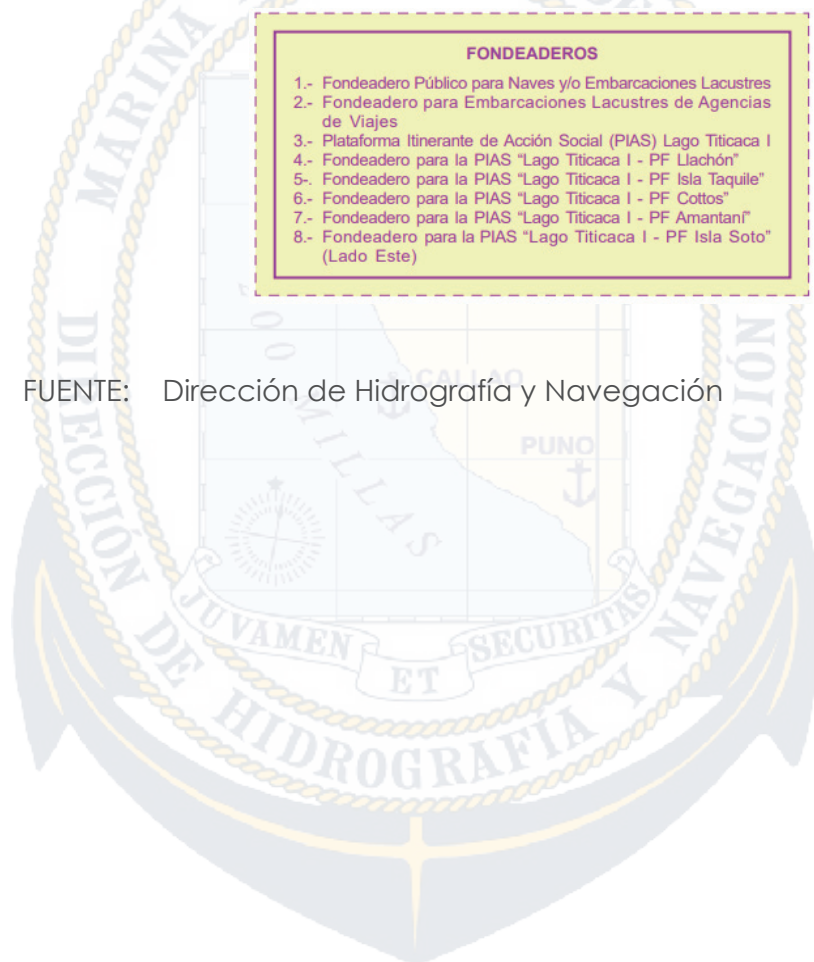 FONDEADEROS
1.- Fondeadero Público para Naves y/o Embarcaciones Lacustres
2.- Fondeadero para Embarcaciones Lacustres de Agencias
de Viajes
3.- Plataforma Itinerante de Acción Social (PIAS) Lago Titicaca I
4.- Fondeadero para la PIAS “Lago Titicaca I - PF Llachón”
5-. Fondeadero para la PIAS “Lago Titicaca I - PF Isla Taquile”
6.- Fondeadero para la PIAS “Lago Titicaca I - PF Cottos”
7.- Fondeadero para la PIAS “Lago Titicaca I - PF Amantaní”
8.- Fondeadero para la PIAS “Lago Titicaca I - PF Isla Soto”
(Lado Este)
FUENTE: Dirección de Hidrografía y Navegación
MARINA
DIRECCIÓN DE HIDROGRAFÍA Y NAVEGACIÓN
200 MILLAS
CALLAO
PUNO
JUVAMEN ET SECURITAS